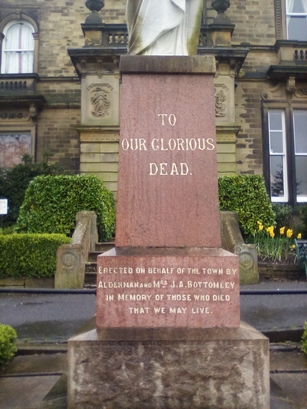 TO
OUR GLORIOUS
DEAD.
ERECTED ON BEHALF OF THE TOWN BY
ALDERMAN AND MRS J.A. BOTTOMLEY
IN MEMORY OF THOSE WHO DIED
THAT WE MAY LIVE.